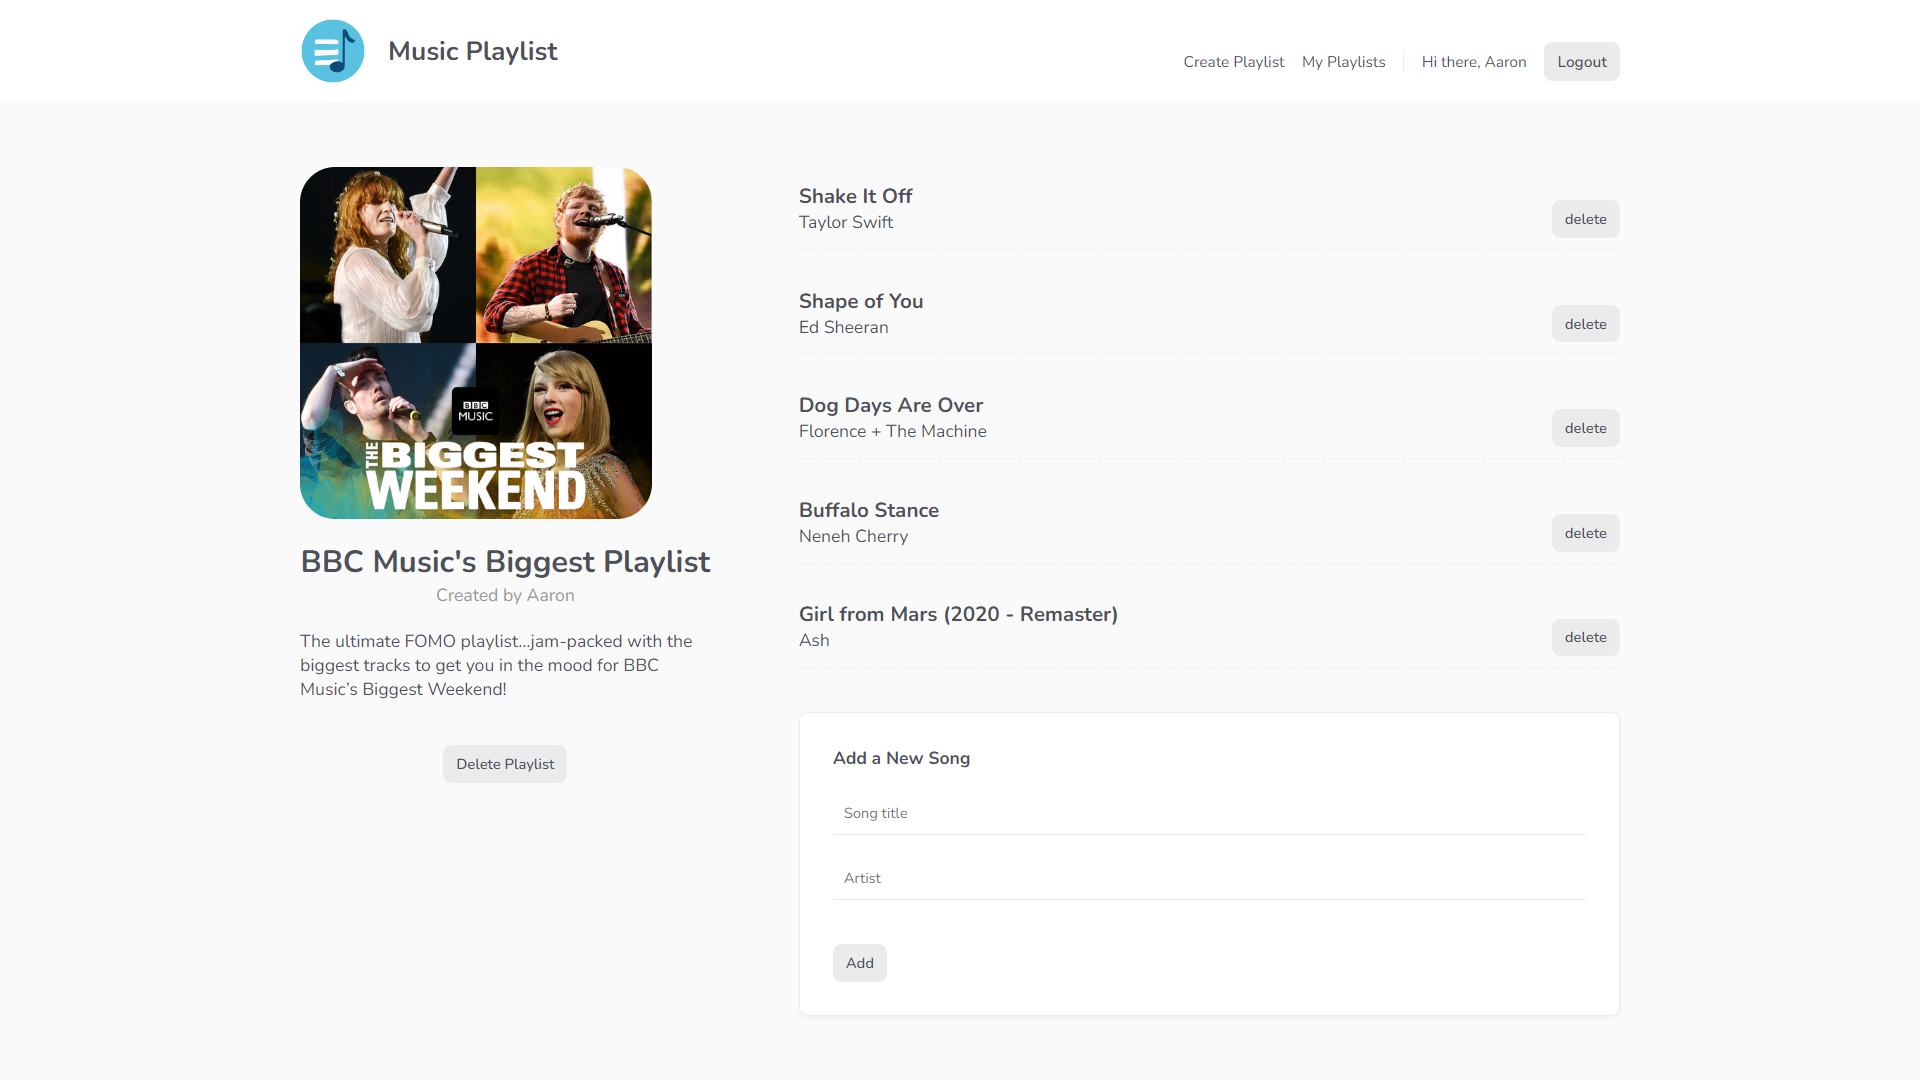 Music Playlist
Create Playlist
My Playlists
Hi there, Aaron
Logout
BBC
MUSIC
THE BIGGEST
WEEKEND
BBC Music's Biggest Playlist
Created by Aaron
The ultimate FOMO playlist...jam-packed with the
biggest tracks to get you in the mood for BBC
Music’s Biggest Weekend!
Delete Playlist
Shake It Off
Taylor Swift
delete
Shape of You
Ed Sheeran
delete
Dog Days Are Over
Florence + The Machine
delete
Buffalo Stance
Neneh Cherry
delete
Girl from Mars (2020 - Remaster)
Ash
delete
Add a New Song
Song title
Artist
Add